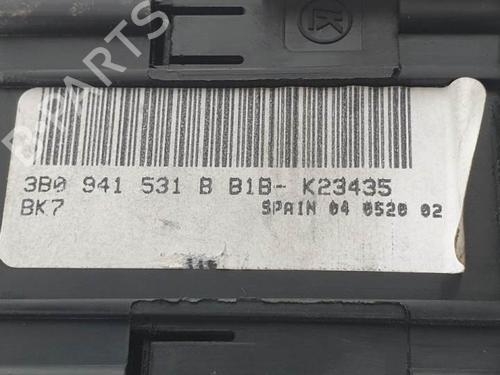 B-PARTS
3B0 941 531 B B1B- K23435
BK7
SPAIN 04 0520 02